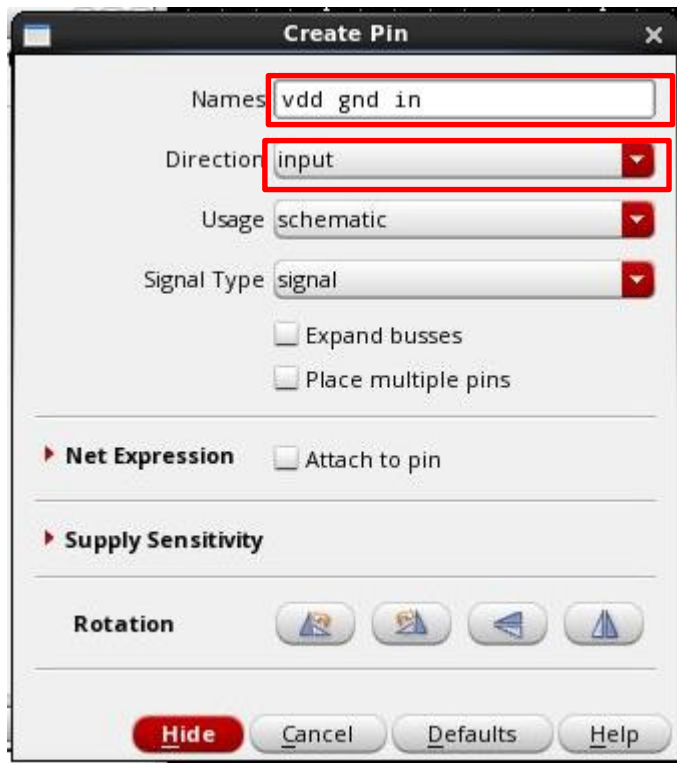 Create Pin
Names vdd gnd in
Direction input
Usage schematic
Signal Type signal
Expand busses
Place multiple pins
Net Expression Attach to pin
Supply Sensitivity
Rotation
Hide Cancel Defaults Help